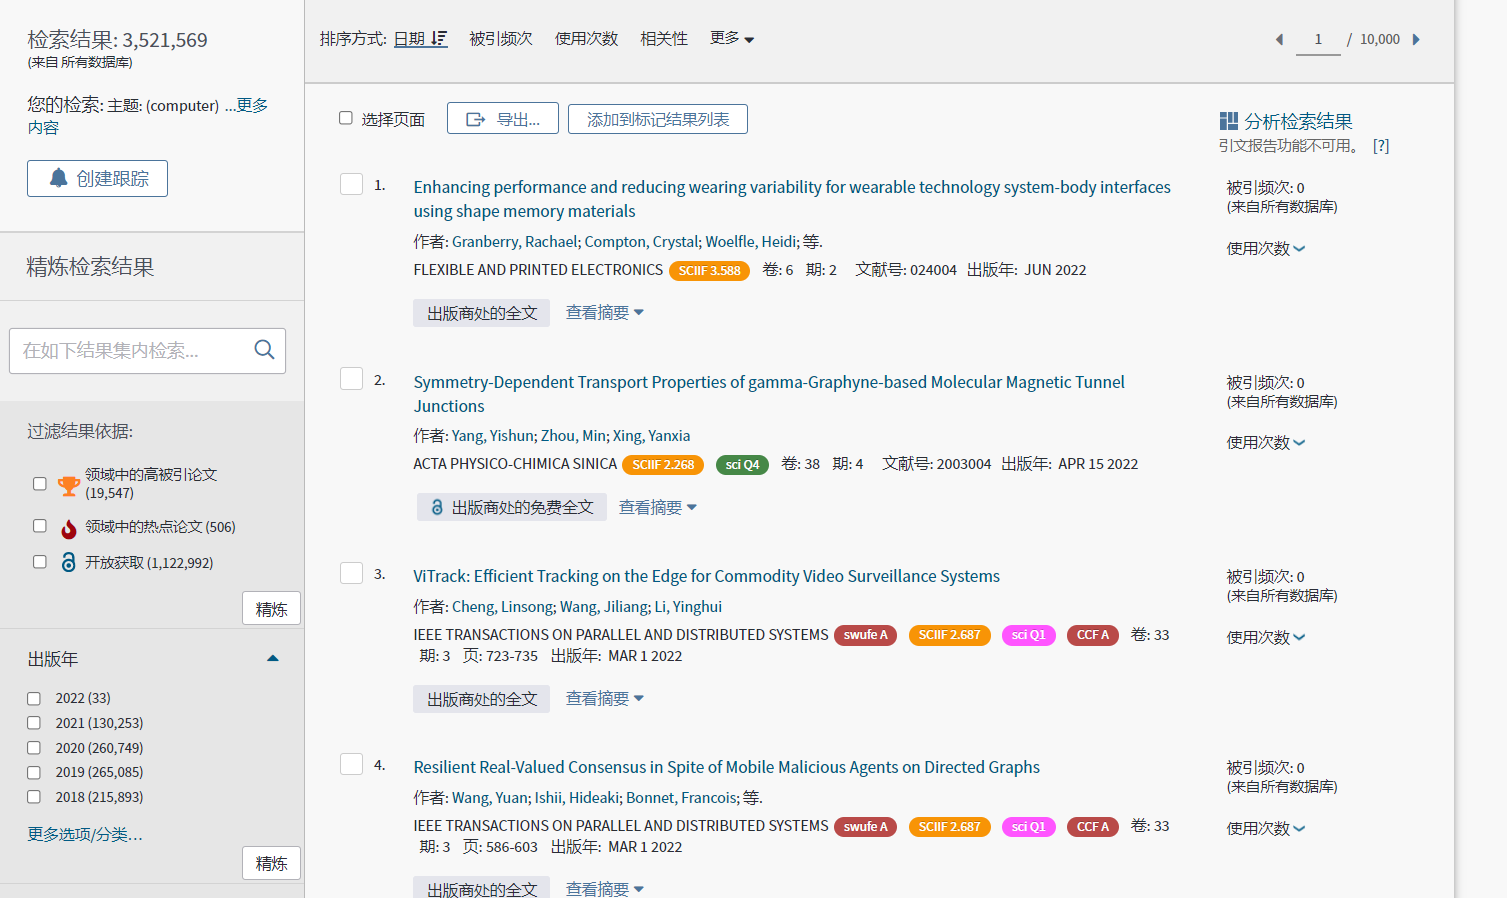 检索结果: 3,521,569
(来自 所有数据库)
您的检索: 主题: (computer) ...更多
内容
创建跟踪
精炼检索结果
在如下结果集内检索...
过滤结果依据:
领域中的高被引论文
(19,547)
领域中的热点论文 (506)
开放获取 (1,122,992)
精炼
出版年
2022 (33)
2021 (130,253)
2020 (260,749)
2019 (265,085)
2018 (215,893)
更多选项/分类...
精炼
排序方式: 日期 被引频次 使用次数 相关性 更多
1 / 10,000
选择页面 导出... 添加到标记结果列表
分析检索结果
引文报告功能不可用。 [?]
1. Enhancing performance and reducing wearing variability for wearable technology system-body interfaces
using shape memory materials
作者: Granberry, Rachael; Compton, Crystal; Woelfle, Heidi; 等.
FLEXIBLE AND PRINTED ELECTRONICS SCIIF 3.588 卷: 6 期: 2 文献号: 024004 出版年: JUN 2022
出版商处的全文 查看摘要
被引频次: 0
(来自所有数据库)
使用次数
2. Symmetry-Dependent Transport Properties of gamma-Graphyne-based Molecular Magnetic Tunnel
Junctions
作者: Yang, Yishun; Zhou, Min; Xing, Yanxia
ACTA PHYSICO-CHIMICA SINICA SCIIF 2.268 sci Q4 卷: 38 期: 4 文献号: 2003004 出版年: APR 15 2022
出版商处的免费全文 查看摘要
被引频次: 0
(来自所有数据库)
使用次数
3. ViTrack: Efficient Tracking on the Edge for Commodity Video Surveillance Systems
作者: Cheng, Linsong; Wang, Jiliang; Li, Yinghui
IEEE TRANSACTIONS ON PARALLEL AND DISTRIBUTED SYSTEMS swufe A SCIIF 2.687 sci Q1 CCF A 卷: 33
期: 3 页: 723-735 出版年: MAR 1 2022
出版商处的全文 查看摘要
被引频次: 0
(来自所有数据库)
使用次数
4. Resilient Real-Valued Consensus in Spite of Mobile Malicious Agents on Directed Graphs
作者: Wang, Yuan; Ishii, Hideaki; Bonnet, Francois; 等.
IEEE TRANSACTIONS ON PARALLEL AND DISTRIBUTED SYSTEMS swufe A SCIIF 2.687 sci Q1 CCF A 卷: 33
期: 3 页: 586-603 出版年: MAR 1 2022
出版商处的全文 查看摘要
被引频次: 0
(来自所有数据库)
使用次数